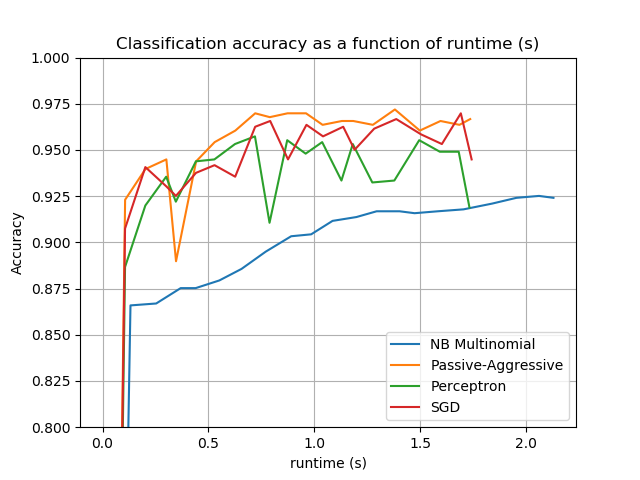 Classification accuracy as a function of runtime (s)
1.000
0.975
0.950
0.925
0.900
0.875
0.850
0.825
0.800
Accuracy
0.0 0.5 1.0 1.5 2.0
runtime (s)
NB Multinomial
Passive-Aggressive
Perceptron
SGD